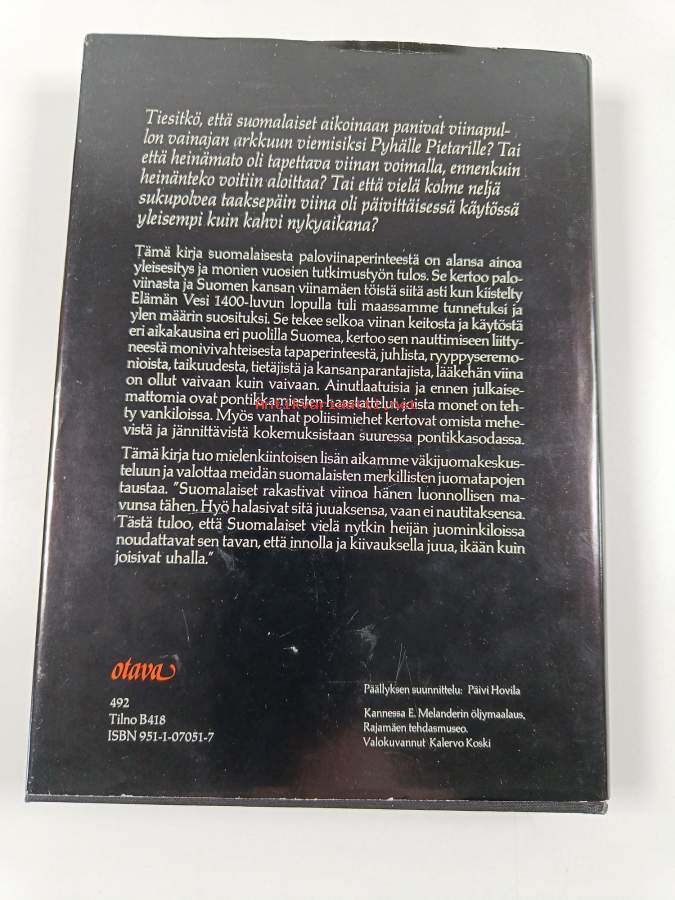 Tiesitkö, että suomalaiset aikoinaan panivat viinapul-
lon vainajan arkkuun viemisiksi Pyhälle Pietarille? Tai
että heinämato oli tapettava viinan voimalla, ennenkuin
heinänteko voitiin aloittaa? Tai että vielä kolme neljä
sukupolvea taaksepäin viina oli päivittäisessä käytössä
yleisempi kuin kahvi nykyaikana?
Tämä kirja suomalaisesta paloviinaperinteestä on alansa ainoa
yleisesitys ja monien vuosien tutkimustyön tulos. Se kertoo palo-
viinasta ja Suomen kansan viinamäen töistä siitä asti kun kiistelty
Elämän Vesi 1400-luvun lopulla tuli maassamme tunnetuksi ja
ylen määrin suosituksi. Se tekee selkoa viinan keitosta ja käytöstä
eri aikakausina eri puolilla Suomea, kertoo sen nauttimiseen liitty-
neestä monivivahteisesta tapaperinteestä, juhlista, ryyppyseremo-
nioista, taikuudesta, tietäjistä ja kansanparantajista, lääkehän viina
on ollut vaivaan kuin vaivaan. Ainutlaatuisia ja ennen julkaise-
mattomia ovat pontikkamiesten haastattelut, joista monet on teh-
ty vankiloissa. Myös vanhat poliisimiehet kertovat omista mehe-
vistä ja jännittävistä kokemuksistaan suuressa pontikkasodassa.
Tämä kirja tuo mielenkiintoisen lisän aikamme väkijuomakeskus-
teluun ja valottaa meidän suomalaisten merkillisten juomatapojen
taustaa. "Suomalaiset rakastivat viinoa hänen luonnollisen ma-
vunsa tähen. Hyö halasivat sitä juuaksensa, vaan ei nautitaksensa.
Tästä tuloo, että Suomalaiset vielä nytkin heijän juominkiloissa
noudattavat sen tavan, että innolla ja kiivauksella juua, ikään kuin
joisivat uhalla."
otava
492
Tilno B418
ISBN 951-1-07051-7
Päällyksen suunnittelu: Päivi Hovila
Kannessa E. Melanderin öljymaalaus,
Rajamäen tehdasmuseo.
Valokuvannut Kalervo Koski